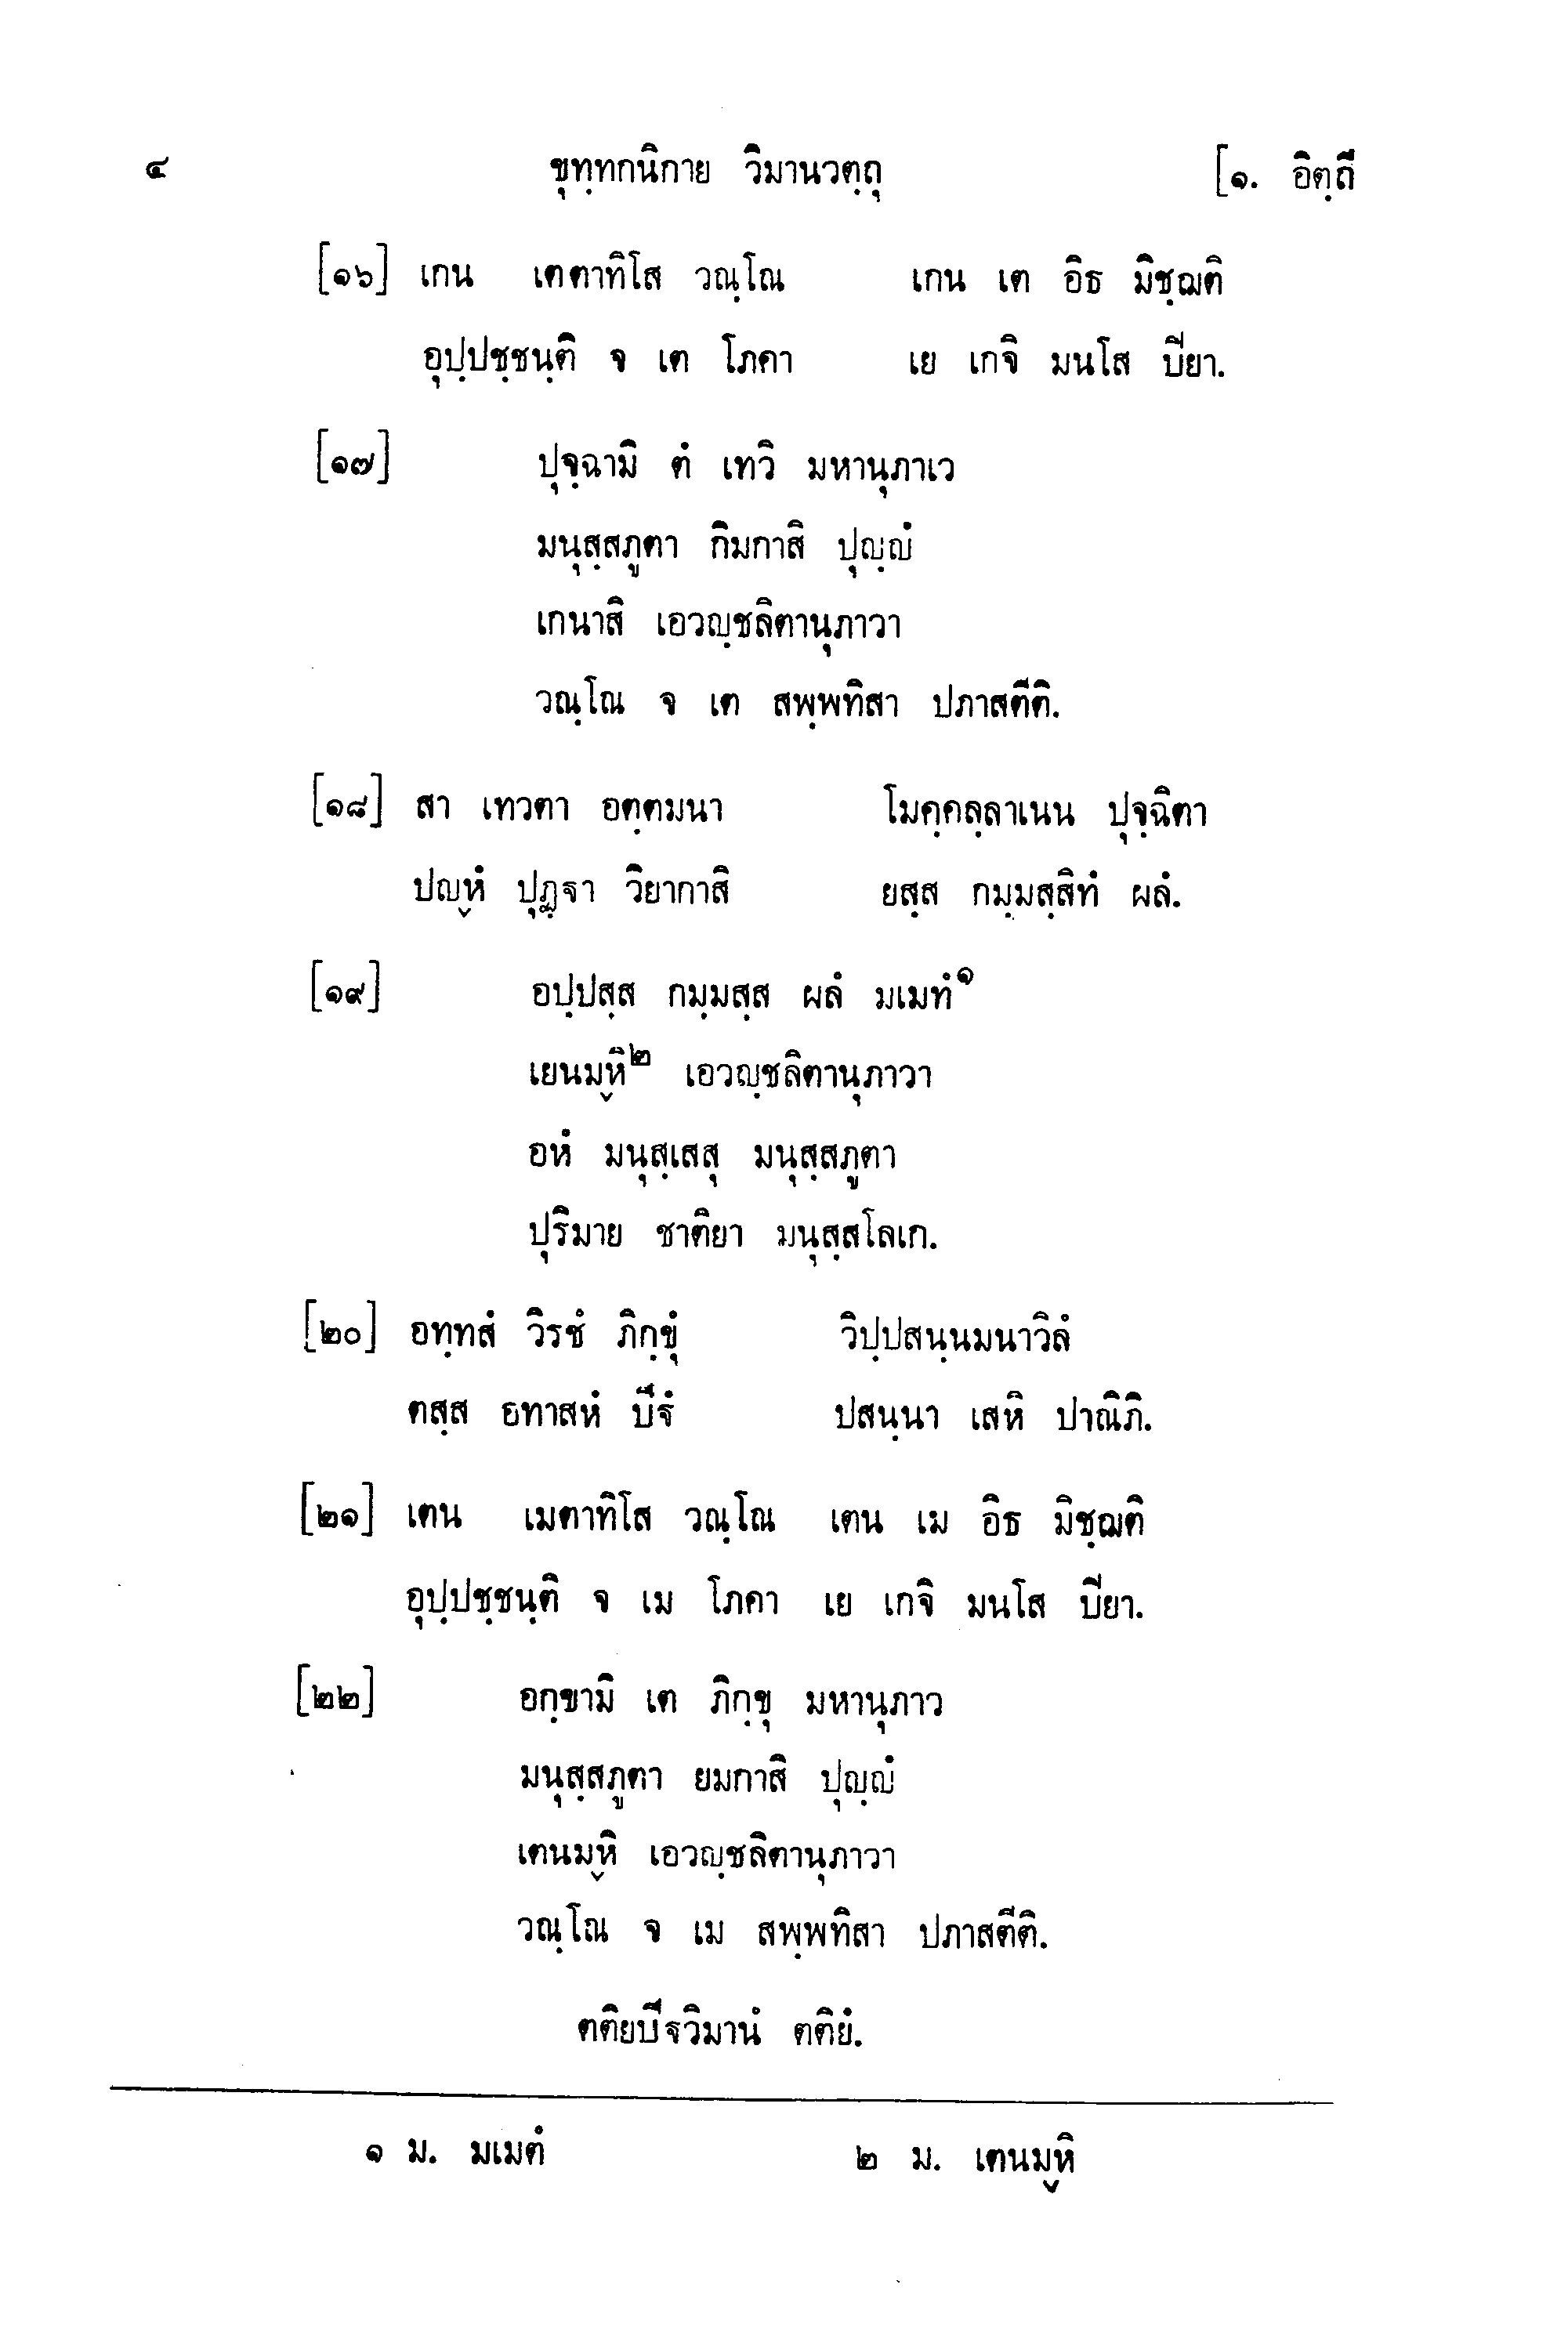 ๔ ขุทฺทกนิกาย วิมานวตฺถุ [๑. อิตฺถี
[๑๖] เกน เตตาทิโส วณฺโณ เกน เต อิธ มิชฺฌติ
อุปฺปชฺชนฺติ จ เต โภคา เย เกจิ มนโส ปิยา.
[๑๗] ปุจฺฉามิ ตํ เทวิ มหานุภาเว
มนุสฺสภูตา กิมกาสิ ปุญฺญํ
เกนาสิ เอวญฺชลิตานุภาวา
วณฺโณ จ เต สพฺพทิสา ปภาสตีติ.
[๑๘] สา เทวตา อตฺตมนา โมคฺคลฺลาเนน ปุจฺฉิตา
ปญฺหํ ปุฏฺฐา วิยากาสิ ยสฺส กมฺมสฺสิทํ ผลํ.
[๑๙] อปฺปสฺส กมฺมสฺส ผลํ มเมทํ๑
เยนมฺหิ๒ เอวญฺชลิตานุภาวา
อหํ มนุสฺเสสุ มนุสฺสภูตา
ปุริมาย ชาติยา มนุสฺสโลเก.
[๒๐] อทฺทสํ วิรชํ ภิกฺขุํ วิปฺปสนฺนมนาวิลํ
ตสฺส อทาสหํ ปีฐํ ปสนฺนา เสหิ ปาณิภิ.
[๒๑] เตน เมตาทิโส วณฺโณ เตน เม อิธ มิชฺฌติ
อุปฺปชฺชนฺติ จ เม โภคา เย เกจิ มนโส ปิยา.
[๒๒] อกฺขามิ เต ภิกฺขุ มหานุภาว
มนุสฺสภูตา ยมกาสิ ปุญฺญํ
เตนมฺหิ เอวญฺชลิตานุภาวา
วณฺโณ จ เม สพฺพทิสา ปภาสตีติ.
ตติยปีฐวิมานํ ตติยํ.
๑ ม. มเมตํ ๒ ม. เตนมฺหิ